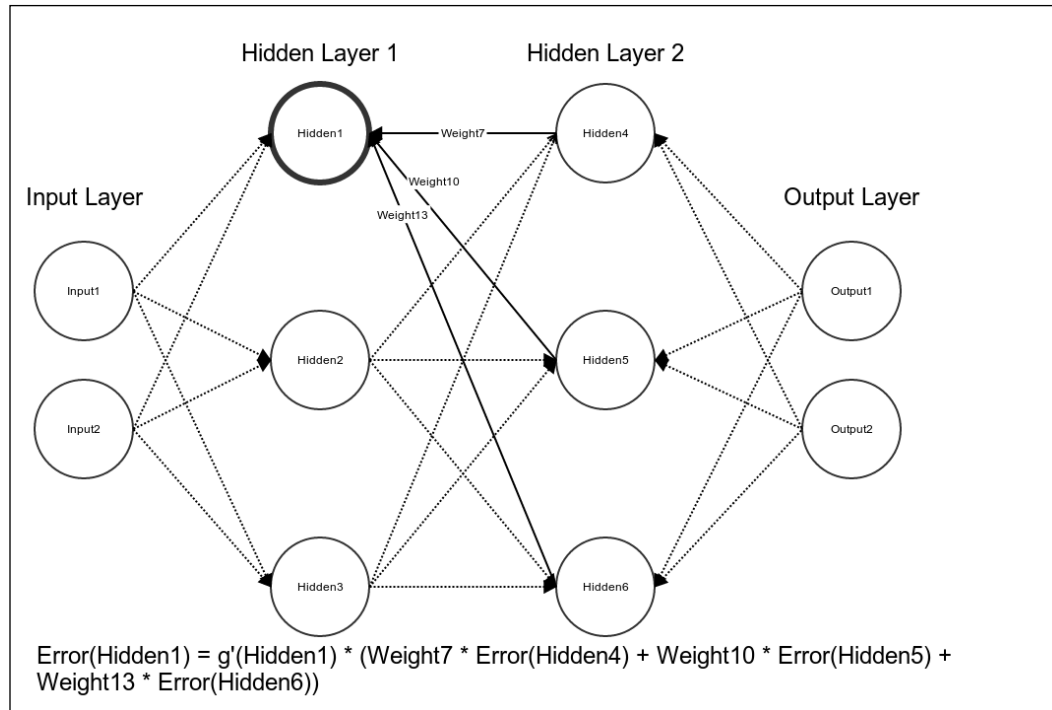 Hidden Layer 1
Hidden Layer 2
Hidden1
Weight7
Hidden4
Weight10
Input Layer
Output Layer
Weight13
Input1
Output1
Hidden2
Hidden5
Input2
Output2
Hidden3
Hidden6
Error(Hidden1) = g'(Hidden1) * (Weight7 * Error(Hidden4) + Weight10 * Error(Hidden5) +
Weight13 * Error(Hidden6))